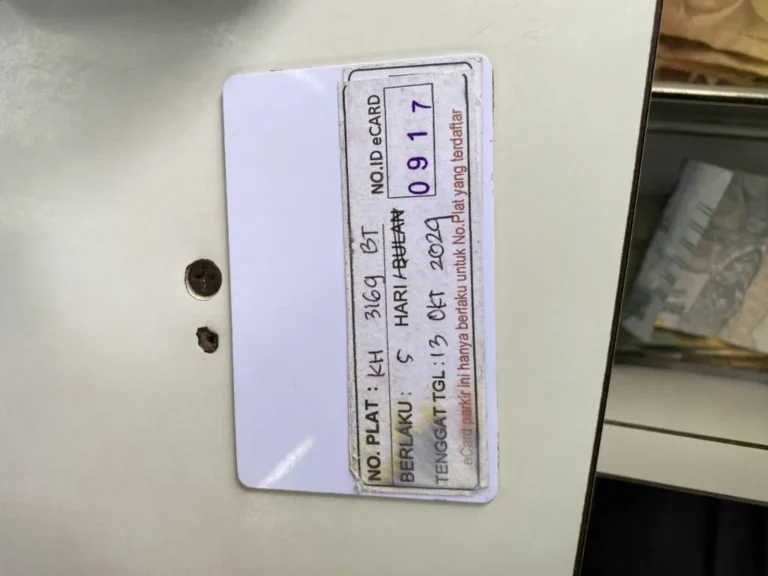 NO. PLAT : KH 3169 BT
NO.ID eCARD
0917
BERLAKU : 5 HARI /BULAN
TENGGAT TGL : 13 OKT
eCard parkir ini hanya berlaku untuk No.Plat yang terdaftar